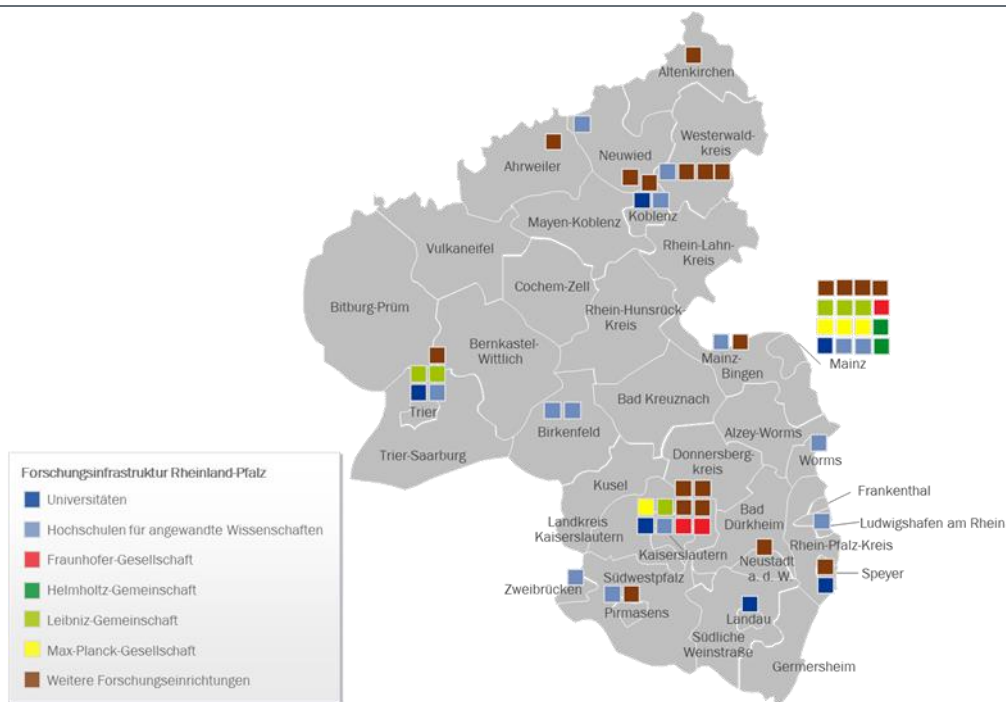 Altenkirchen
Westerwald-
kreis
Neuwied
Ahrweiler
Koblenz
Mayen-Koblenz
Rhein-Lahn-
Kreis
Vulkaneifel
Cochem-Zell
Bitburg-Prüm
Rhein-Hunsrück-
Kreis
Bernkastel-
Wittlich
Mainz-
Bingen
Mainz
Bad Kreuznach
Trier
Birkenfeld
Alzey-Worms
Trier-Saarburg
Worms
Donnersberg-
kreis
Kusel
Frankenthal
Bad
Dürkheim
Landkreis
Kaiserslautern
Ludwigshafen am Rhein
Rhein-Pfalz-Kreis
Kaiserslautern
Neustadt
a. d. W.
Speyer
Südwestpfalz
Zweibrücken
Pirmasens
Landau
Südliche
Weinstraße
Germersheim
Forschungsinfrastruktur Rheinland-Pfalz
Universitäten
Hochschulen für angewandte Wissenschaften
Fraunhofer-Gesellschaft
Helmholtz-Gemeinschaft
Leibniz-Gemeinschaft
Max-Planck-Gesellschaft
Weitere Forschungseinrichtungen